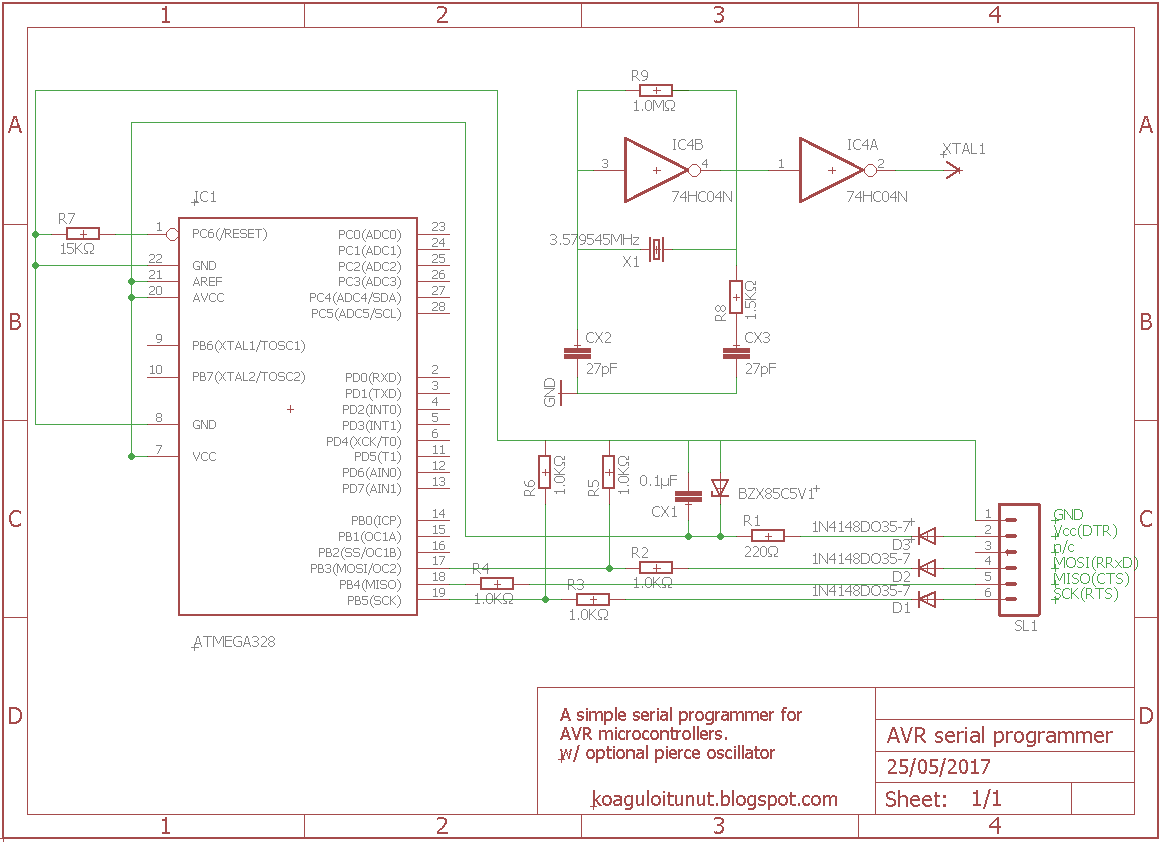 1 2 3 4
A
A
B
B
C
C
D
D
R9
1.0MΩ
IC4B
3
4
74HC04N
IC4A
1
2
74HC04N
XTAL1
3.579545MHz
X1
R8
1.5KΩ
CX2
27pF
CX3
27pF
GND
IC1
R7
15KΩ
1 PC6(/RESET)
22 GND
21 AREF
20 AVCC
9 PB6(XTAL1/TOSC1)
10 PB7(XTAL2/TOSC2)
8 GND
7 VCC
PC0(ADC0) 23
PC1(ADC1) 24
PC2(ADC2) 25
PC3(ADC3) 26
PC4(ADC4/SDA) 27
PC5(ADC5/SCL) 28
PD0(RXD) 2
PD1(TXD) 3
PD2(INT0) 4
PD3(INT1) 5
PD4(XCK/T0) 6
PD5(T1) 11
PD6(AIN0) 12
PD7(AIN1) 13
PB0(ICP) 14
PB1(OC1A) 15
PB2(SS/OC1B) 16
PB3(MOSI/OC2) 17
PB4(MISO) 18
PB5(SCK) 19
ATMEGA328
R6
1.0KΩ
R5
1.0KΩ
0.1µF
CX1
BZX85C5V1
R1
220Ω
R2
1.0KΩ
R4
1.0KΩ
R3
1.0KΩ
1N4148DO35-7
D3
1N4148DO35-7
D2
1N4148DO35-7
D1
1 GND
2 Vcc(DTR)
3 n/c
4 MOSI(RRxD)
5 MISO(CTS)
6 SCK(RTS)
SL1
A simple serial programmer for
AVR microcontrollers.
w/ optional pierce oscillator
koaguloitunut.blogspot.com
AVR serial programmer
25/05/2017
Sheet: 1/1
1 2 3 4